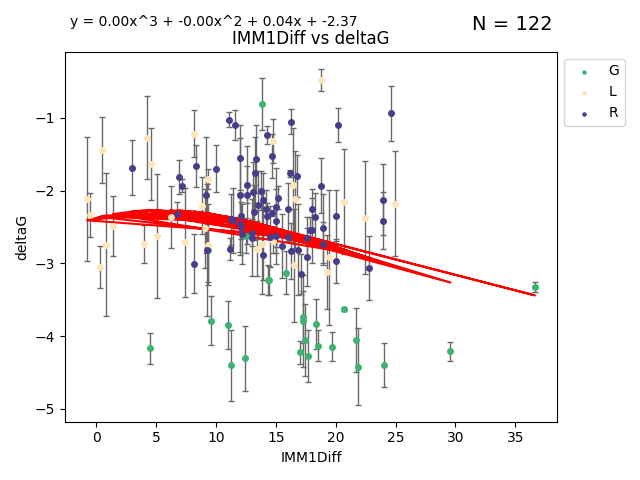 y = 0.00x^3 + -0.00x^2 + 0.04x + -2.37
N = 122
IMM1Diff vs deltaG
G
L
R
deltaG
−1
−2
−3
−4
−5
0 5 10 15 20 25 30 35
IMM1Diff